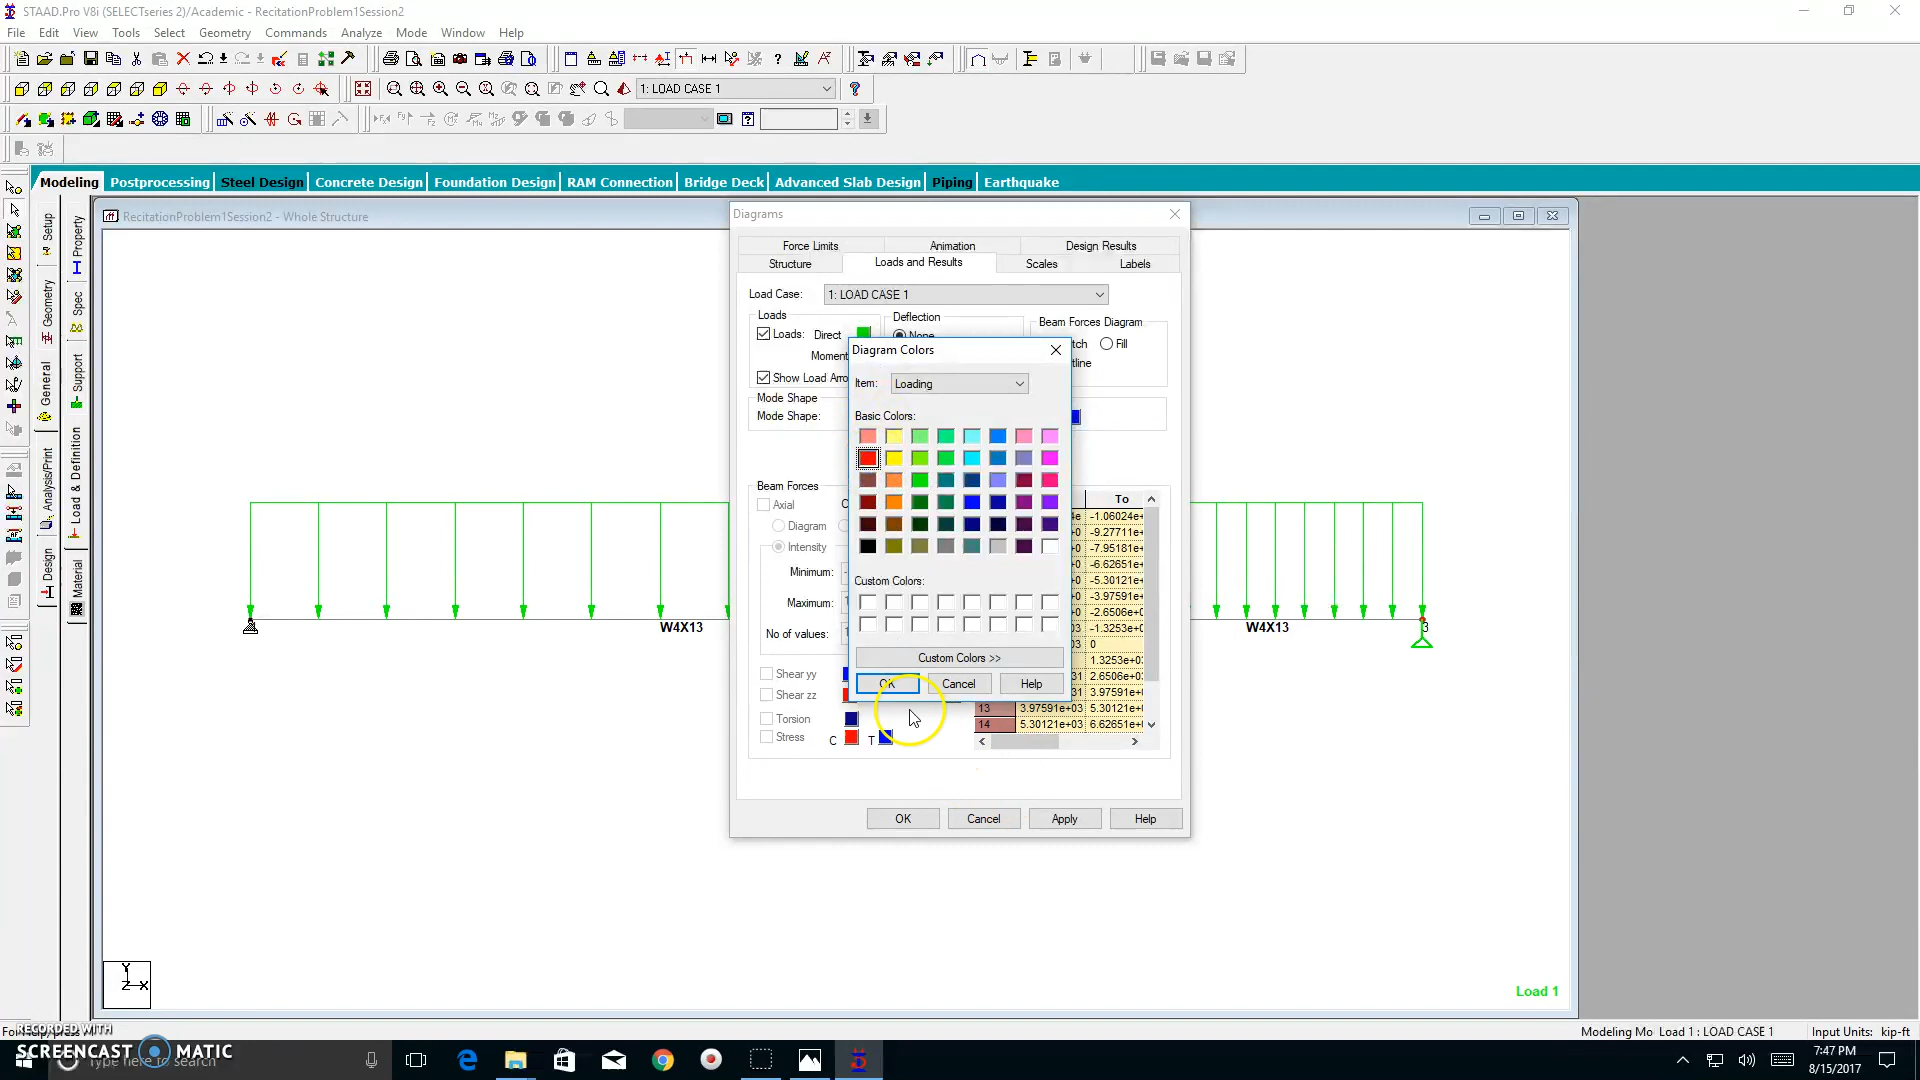 STAAD.Pro V8i (SELECTseries 2)/Academic - RecitationProblem1Session2
File Edit View Tools Select Geometry Commands Analyze Mode Window Help
1: LOAD CASE 1
Modeling Postprocessing Steel Design Concrete Design Foundation Design RAM Connection Bridge Deck Advanced Slab Design Piping Earthquake
RecitationProblem1Session2 - Whole Structure
Setup
Geometry
General
Analysis/Print
Design
Property
Spec
Support
Load & Definition
Material
Diagrams
Force Limits Animation Design Results
Structure Loads and Results Scales Labels
Load Case: 1: LOAD CASE 1
Loads Deflection Beam Forces Diagram
Loads: Direct None tch Fill
Moment tline
Show Load Arro
Mode Shape
Mode Shape:
Beam Forces
Axial
Diagram
Intensity
Minimum:
Maximum:
No of values:
Shear yy
Shear zz
Torsion
Stress C T
To
-1.06024e+
-9.27711e+
-7.95181e+
-6.62651e+
-5.30121e+
-3.97591e+
-2.6506e+
-1.3253e+
0
1.3253e+0
2.6506e+
3.97591e+
13 3.97591e+03 5.30121e+
14 5.30121e+03 6.62651e+
OK Cancel Apply Help
Diagram Colors
Item: Loading
Basic Colors:
Custom Colors:
Custom Colors >>
OK Cancel Help
W4X13
W4X13
3
Y
Z X
Load 1
Modeling Mo Load 1 : LOAD CASE 1 Input Units: kip-ft
RECORDED WITH
SCREENCAST MATIC
Type here to search
7:47 PM
8/15/2017